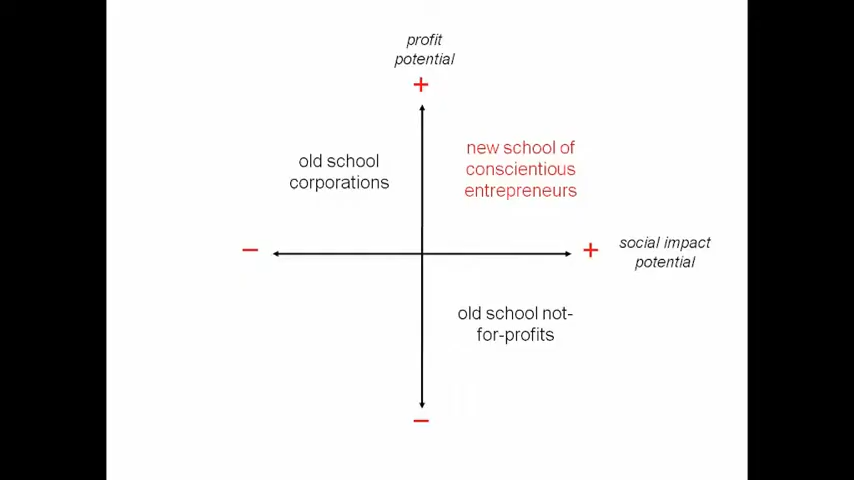 profit
potential
+
old school
corporations
new school of
conscientious
entrepreneurs
−
+
social impact
potential
old school not-
for-profits
−